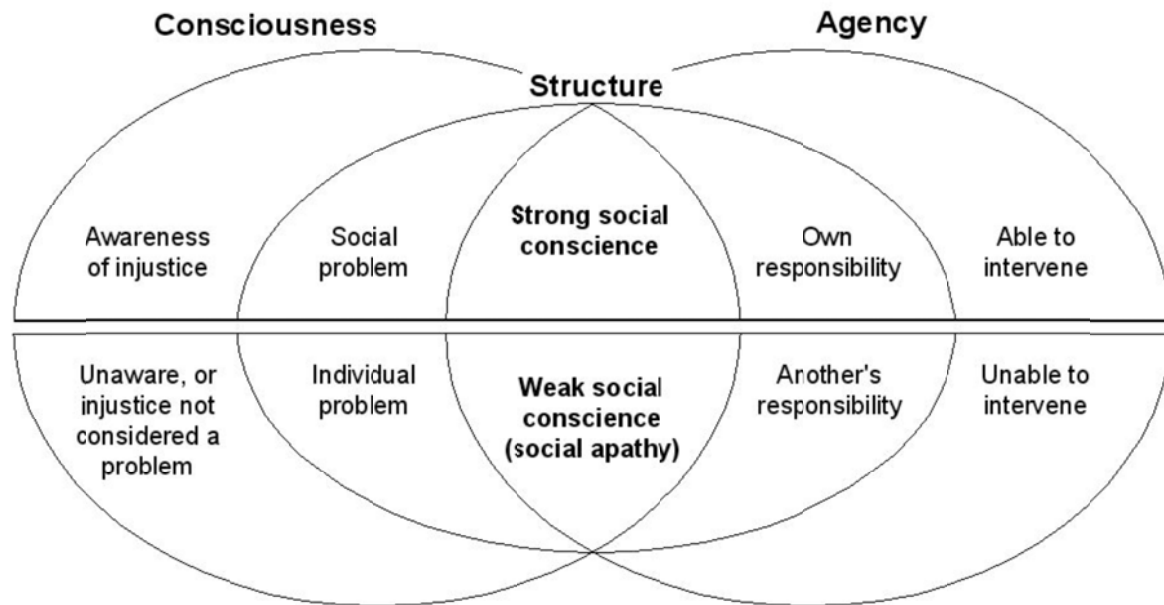 Consciousness
Agency
Structure
Awareness
of injustice
Social
problem
Strong social
conscience
Own
responsibility
Able to
intervene
Unaware, or
injustice not
considered a
problem
Individual
problem
Weak social
conscience
(social apathy)
Another's
responsibility
Unable to
intervene